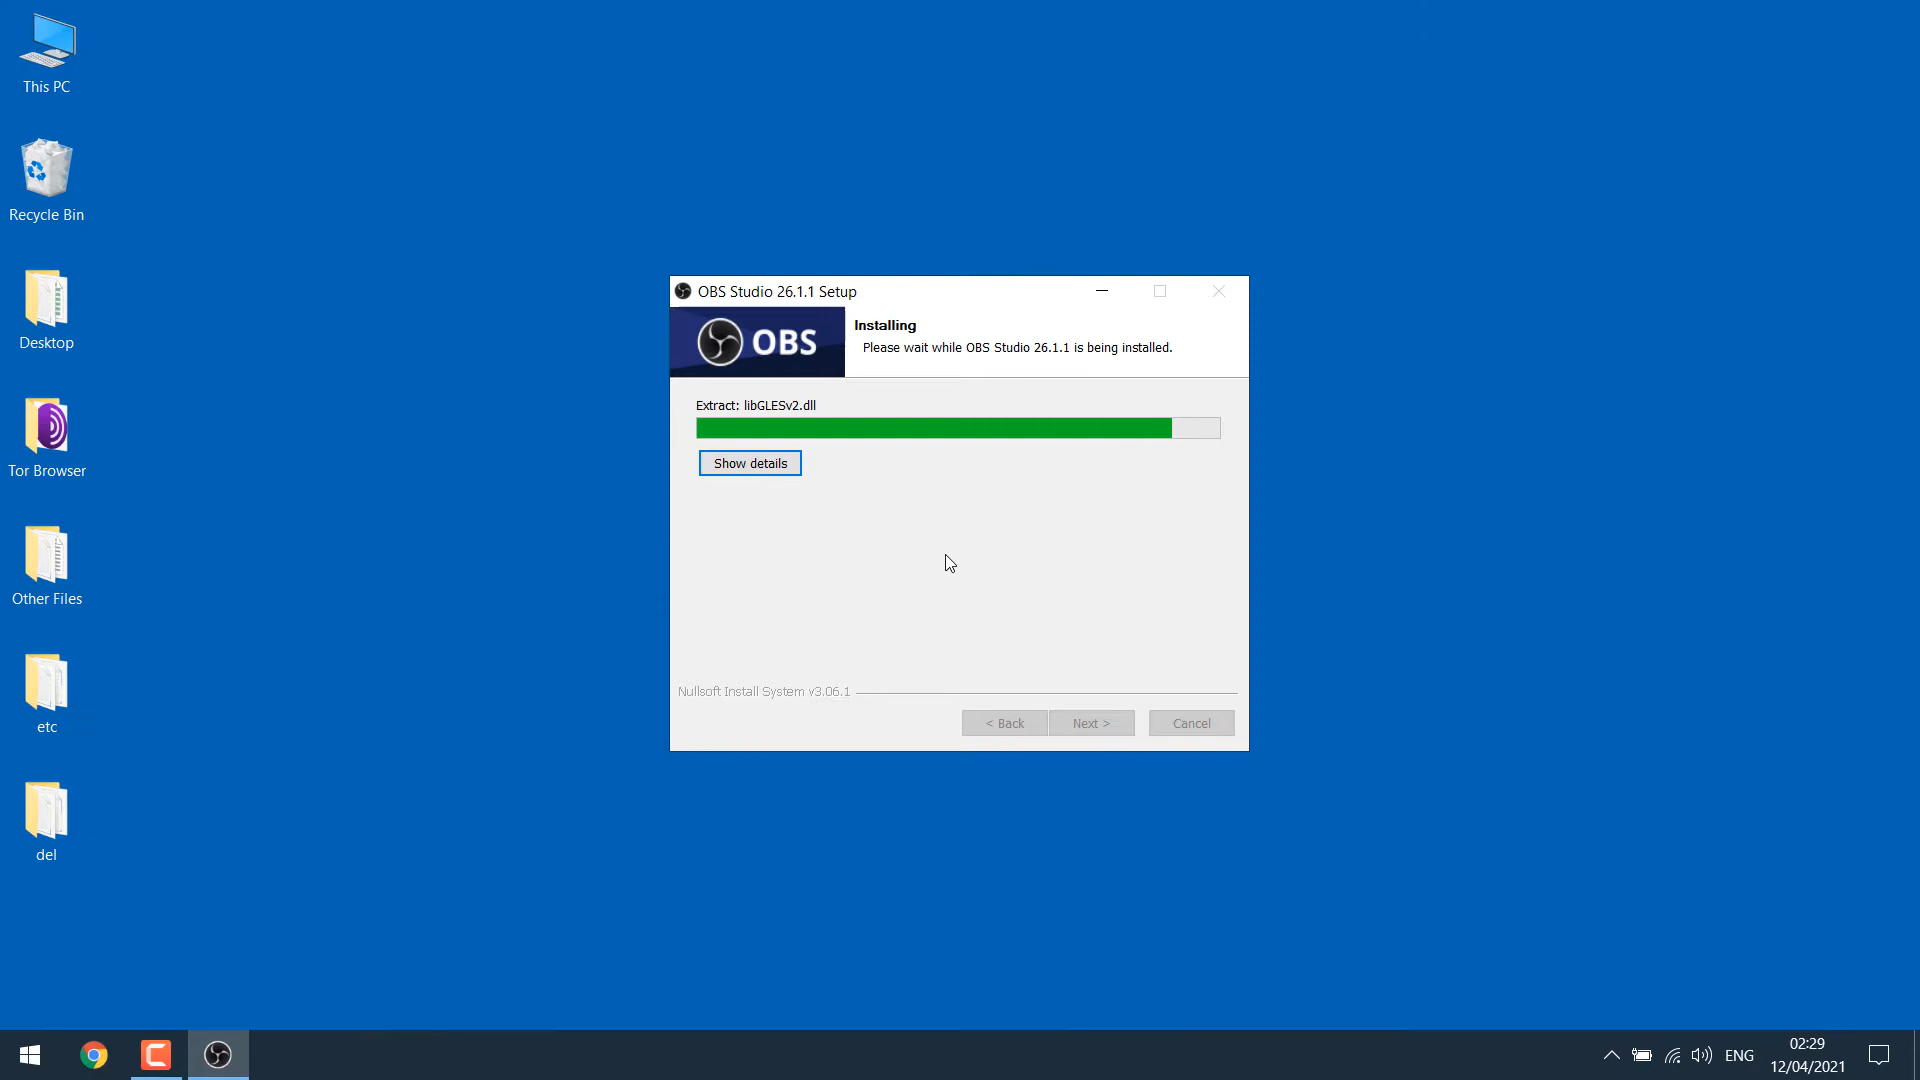 This PC
Recycle Bin
Desktop
Tor Browser
Other Files
etc
del
OBS Studio 26.1.1 Setup
OBS
Installing
Please wait while OBS Studio 26.1.1 is being installed.
Extract: libGLESv2.dll
Show details
Nullsoft Install System v3.06.1
< Back
Next >
Cancel
ENG
02:29
12/04/2021